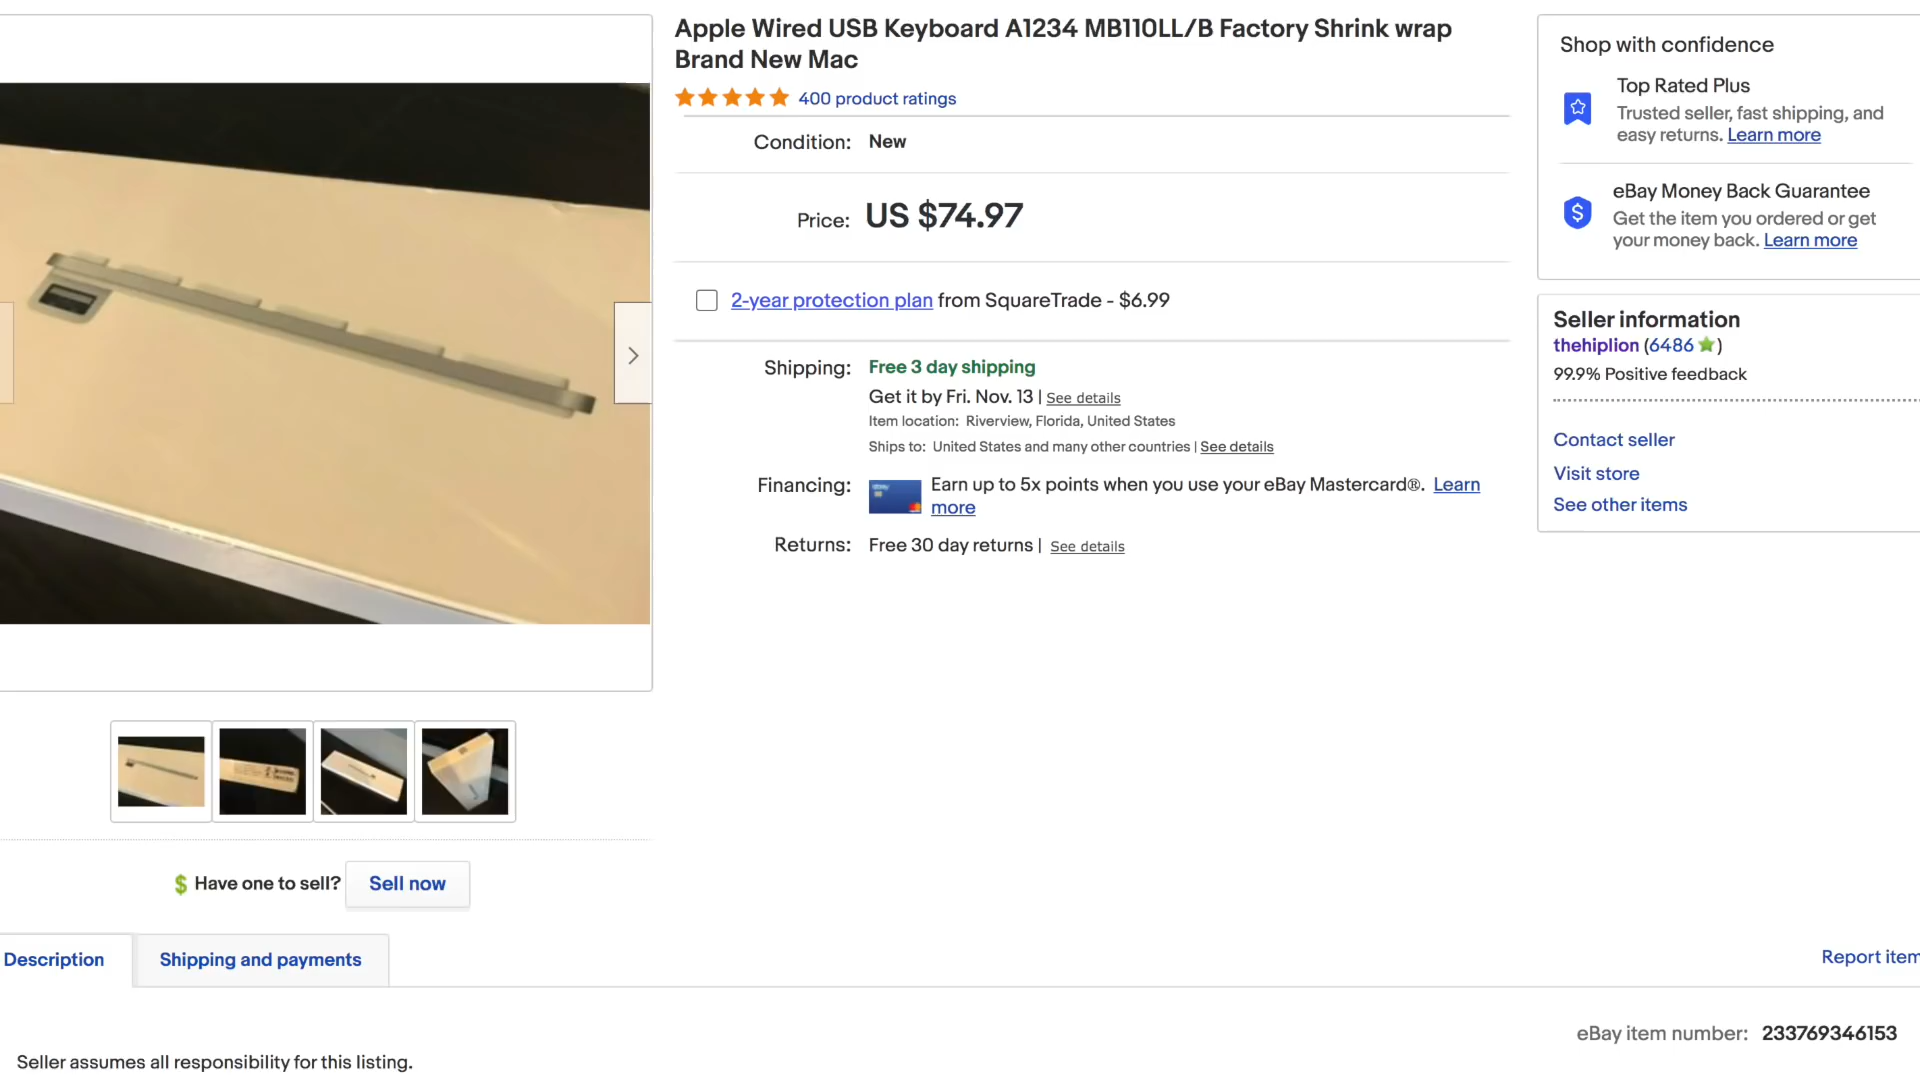 Apple Wired USB Keyboard A1234 MB110LL/B Factory Shrink wrap
Brand New Mac
400 product ratings
Condition: New
Price: US $74.97
2-year protection plan from SquareTrade - $6.99
Shipping: Free 3 day shipping
Get it by Fri. Nov. 13 | See details
Item location: Riverview, Florida, United States
Ships to: United States and many other countries | See details
Financing: Earn up to 5x points when you use your eBay Mastercard®. Learn
more
Returns: Free 30 day returns | See details
Shop with confidence
Top Rated Plus
Trusted seller, fast shipping, and
easy returns. Learn more
eBay Money Back Guarantee
Get the item you ordered or get
your money back. Learn more
Seller information
thehiplion (6486)
99.9% Positive feedback
Contact seller
Visit store
See other items
Have one to sell? Sell now
Description
Shipping and payments
Report item
eBay item number: 233769346153
Seller assumes all responsibility for this listing.